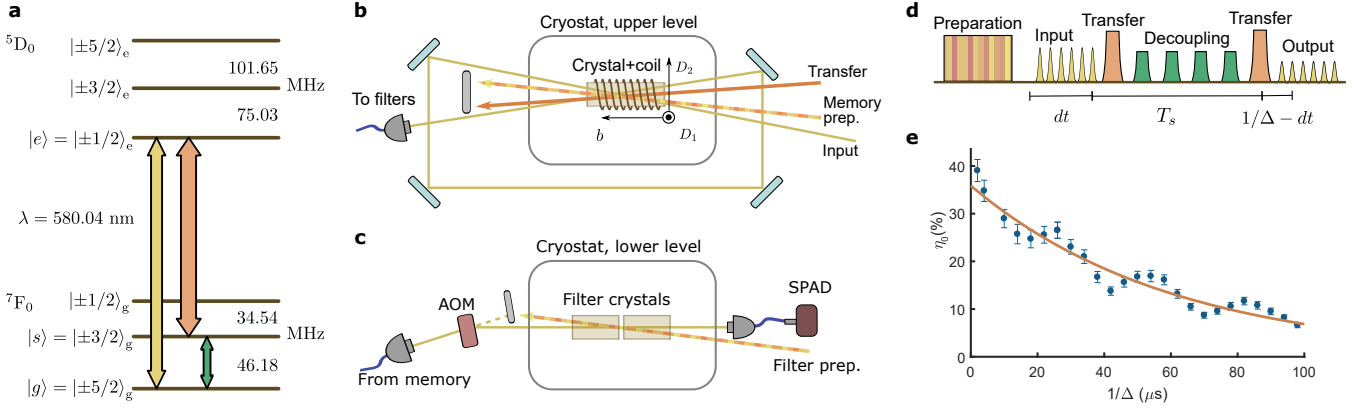 a
⁵D₀
|±5/2⟩ₑ
101.65
|±3/2⟩ₑ
MHz
75.03
|e⟩ = |±1/2⟩ₑ
λ = 580.04 nm
⁷F₀
|±1/2⟩g
34.54
|s⟩ = |±3/2⟩g
MHz
46.18
|g⟩ = |±5/2⟩g
b
Cryostat, upper level
Crystal+coil
D₂
Transfer
To filters
Memory
prep.
b
D₁
Input
c
Cryostat, lower level
AOM
Filter crystals
SPAD
From memory
Filter prep.
d
Preparation
Input
Transfer
Decoupling
Transfer
Output
dt
Tₛ
1/Δ − dt
e
η₀(%)
40
30
20
10
0
0
20
40
60
80
100
1/Δ (μs)